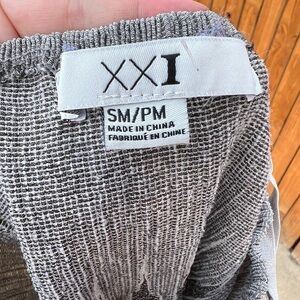 XXI
SM/PM
MADE IN CHINA
FABRIQUÉ EN CHINE